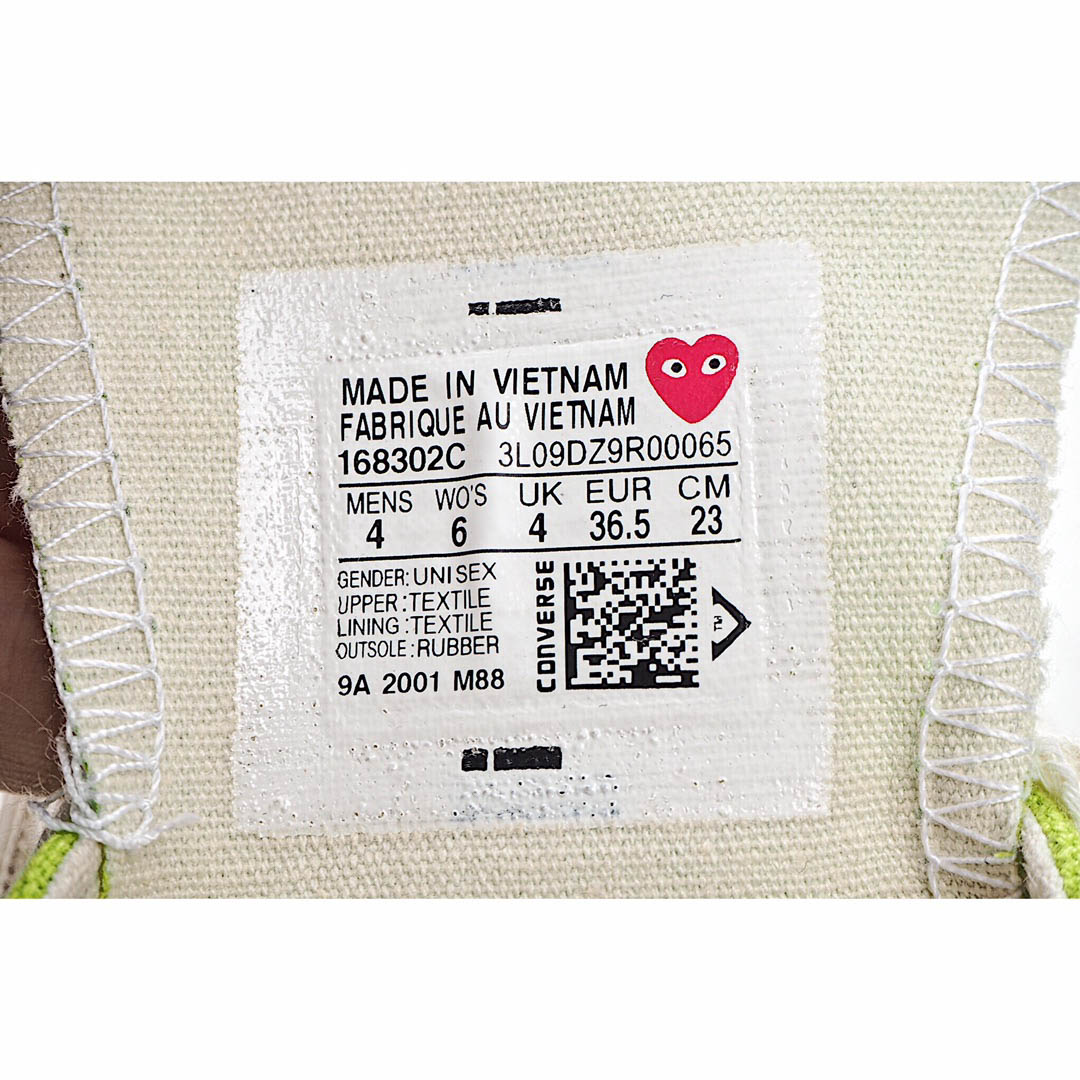 MADE IN VIETNAM
FABRIQUE AU VIETNAM
168302C 3L09DZ9R00065
MENS WO'S UK EUR CM
4 6 4 36.5 23
GENDER: UNISEX
UPPER : TEXTILE
LINING : TEXTILE
OUTSOLE : RUBBER
9A 2001 M88
CONVERSE
TM